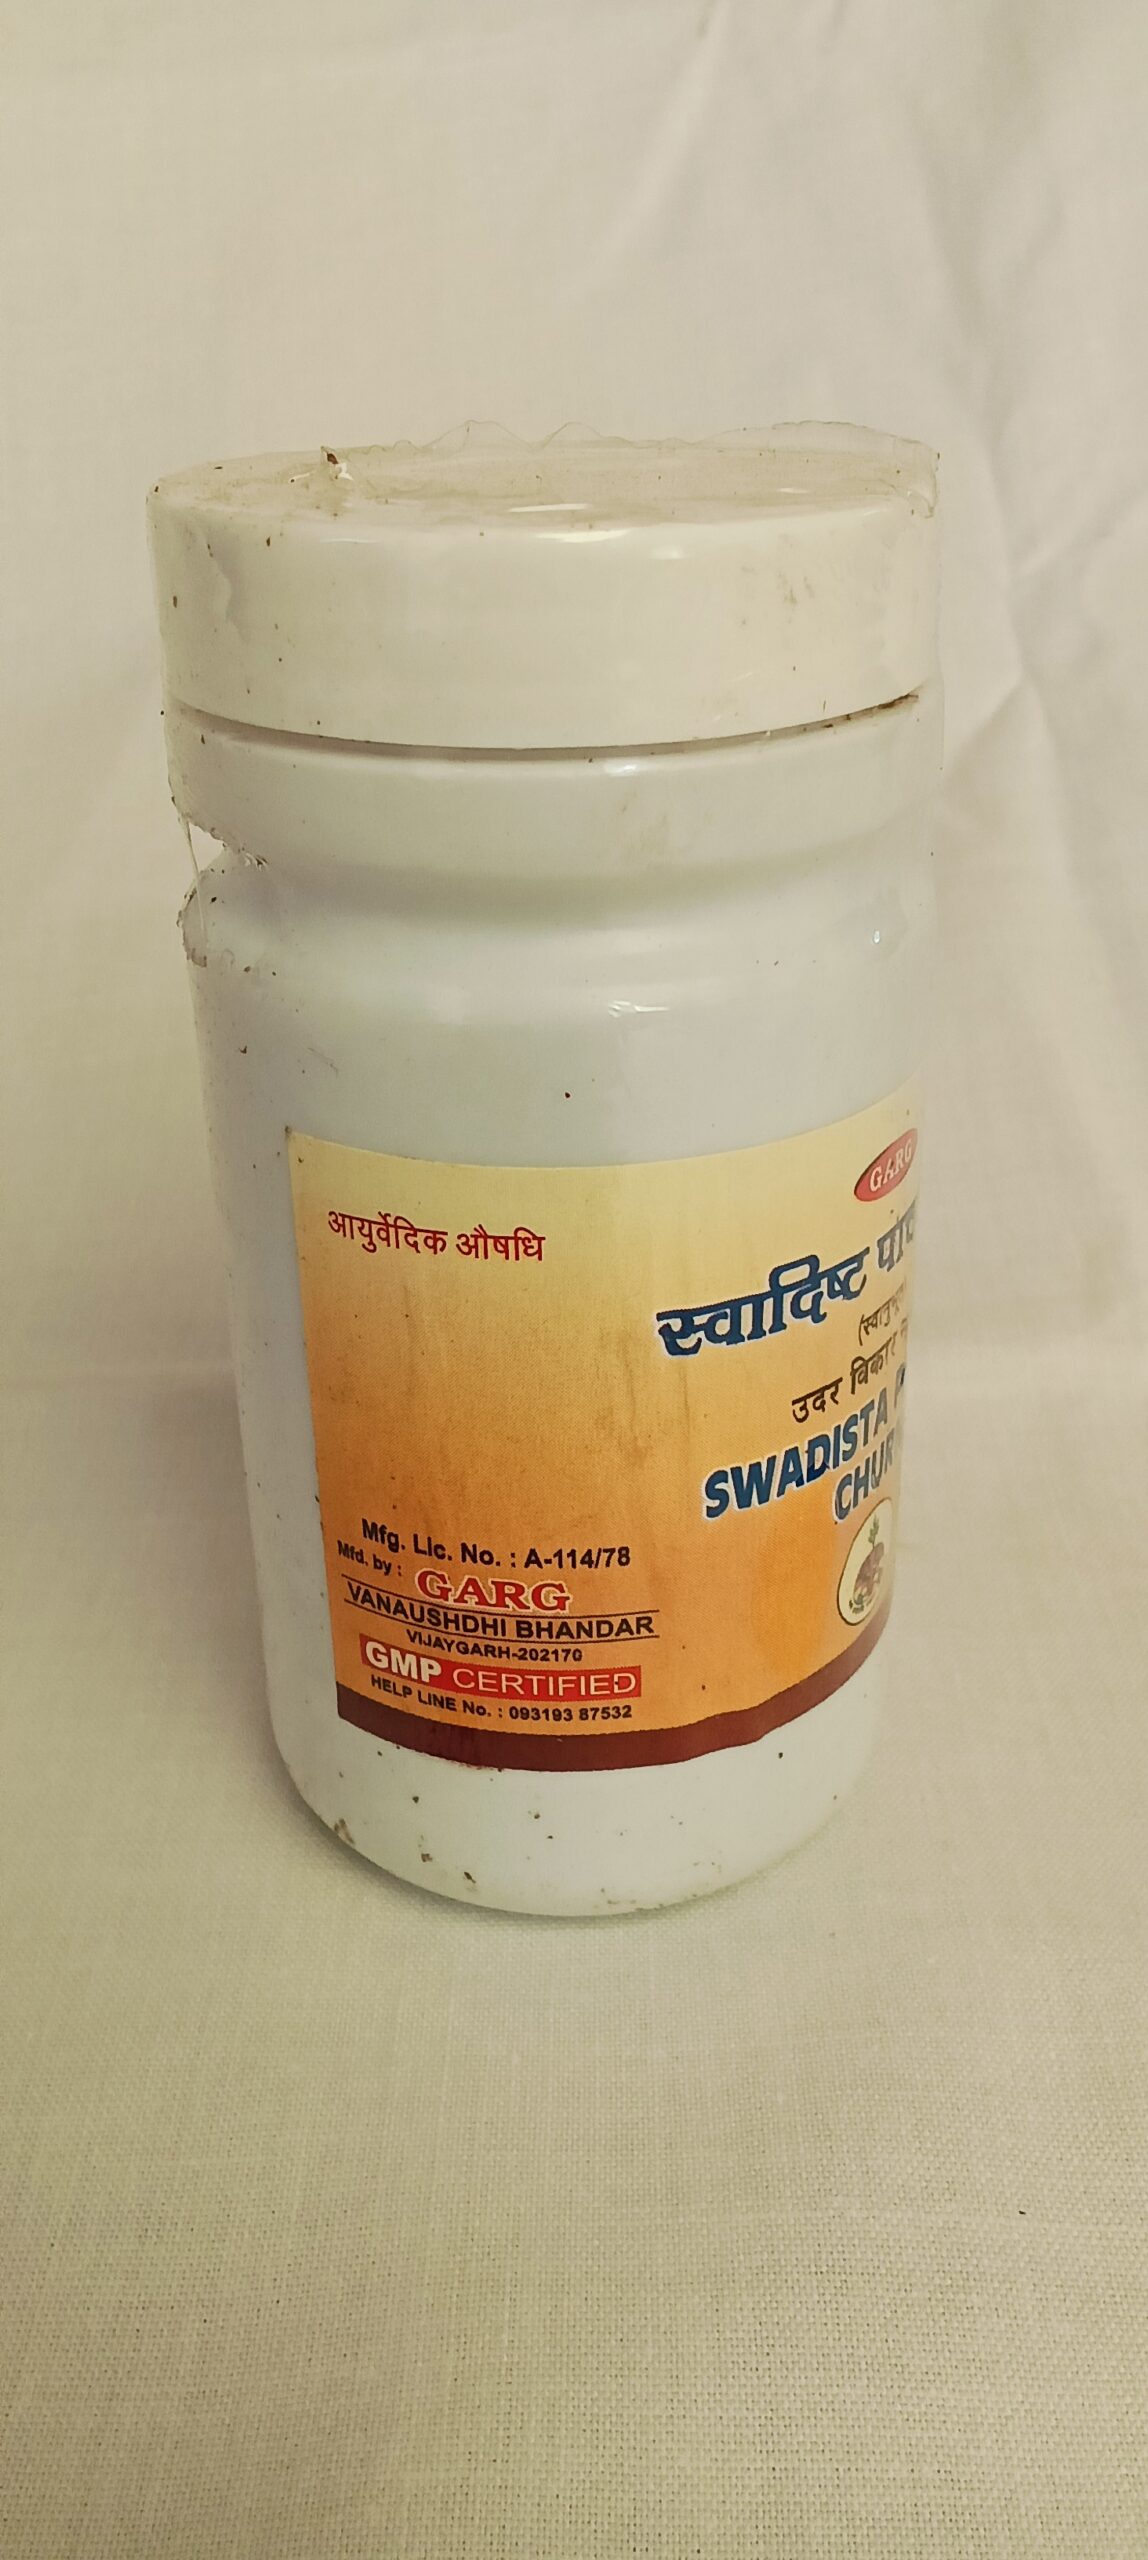 आयुर्वेदिक औषधि
GARG
स्वादिष्ट
उदर विकार
SWADISTA
Mfg. Lic. No. : A-114/78
Mfd. by : GARG
VANAUSHDHI BHANDAR
VIJAYGARH-202170
GMP CERTIFIED
HELP LINE No. : 093193 87532